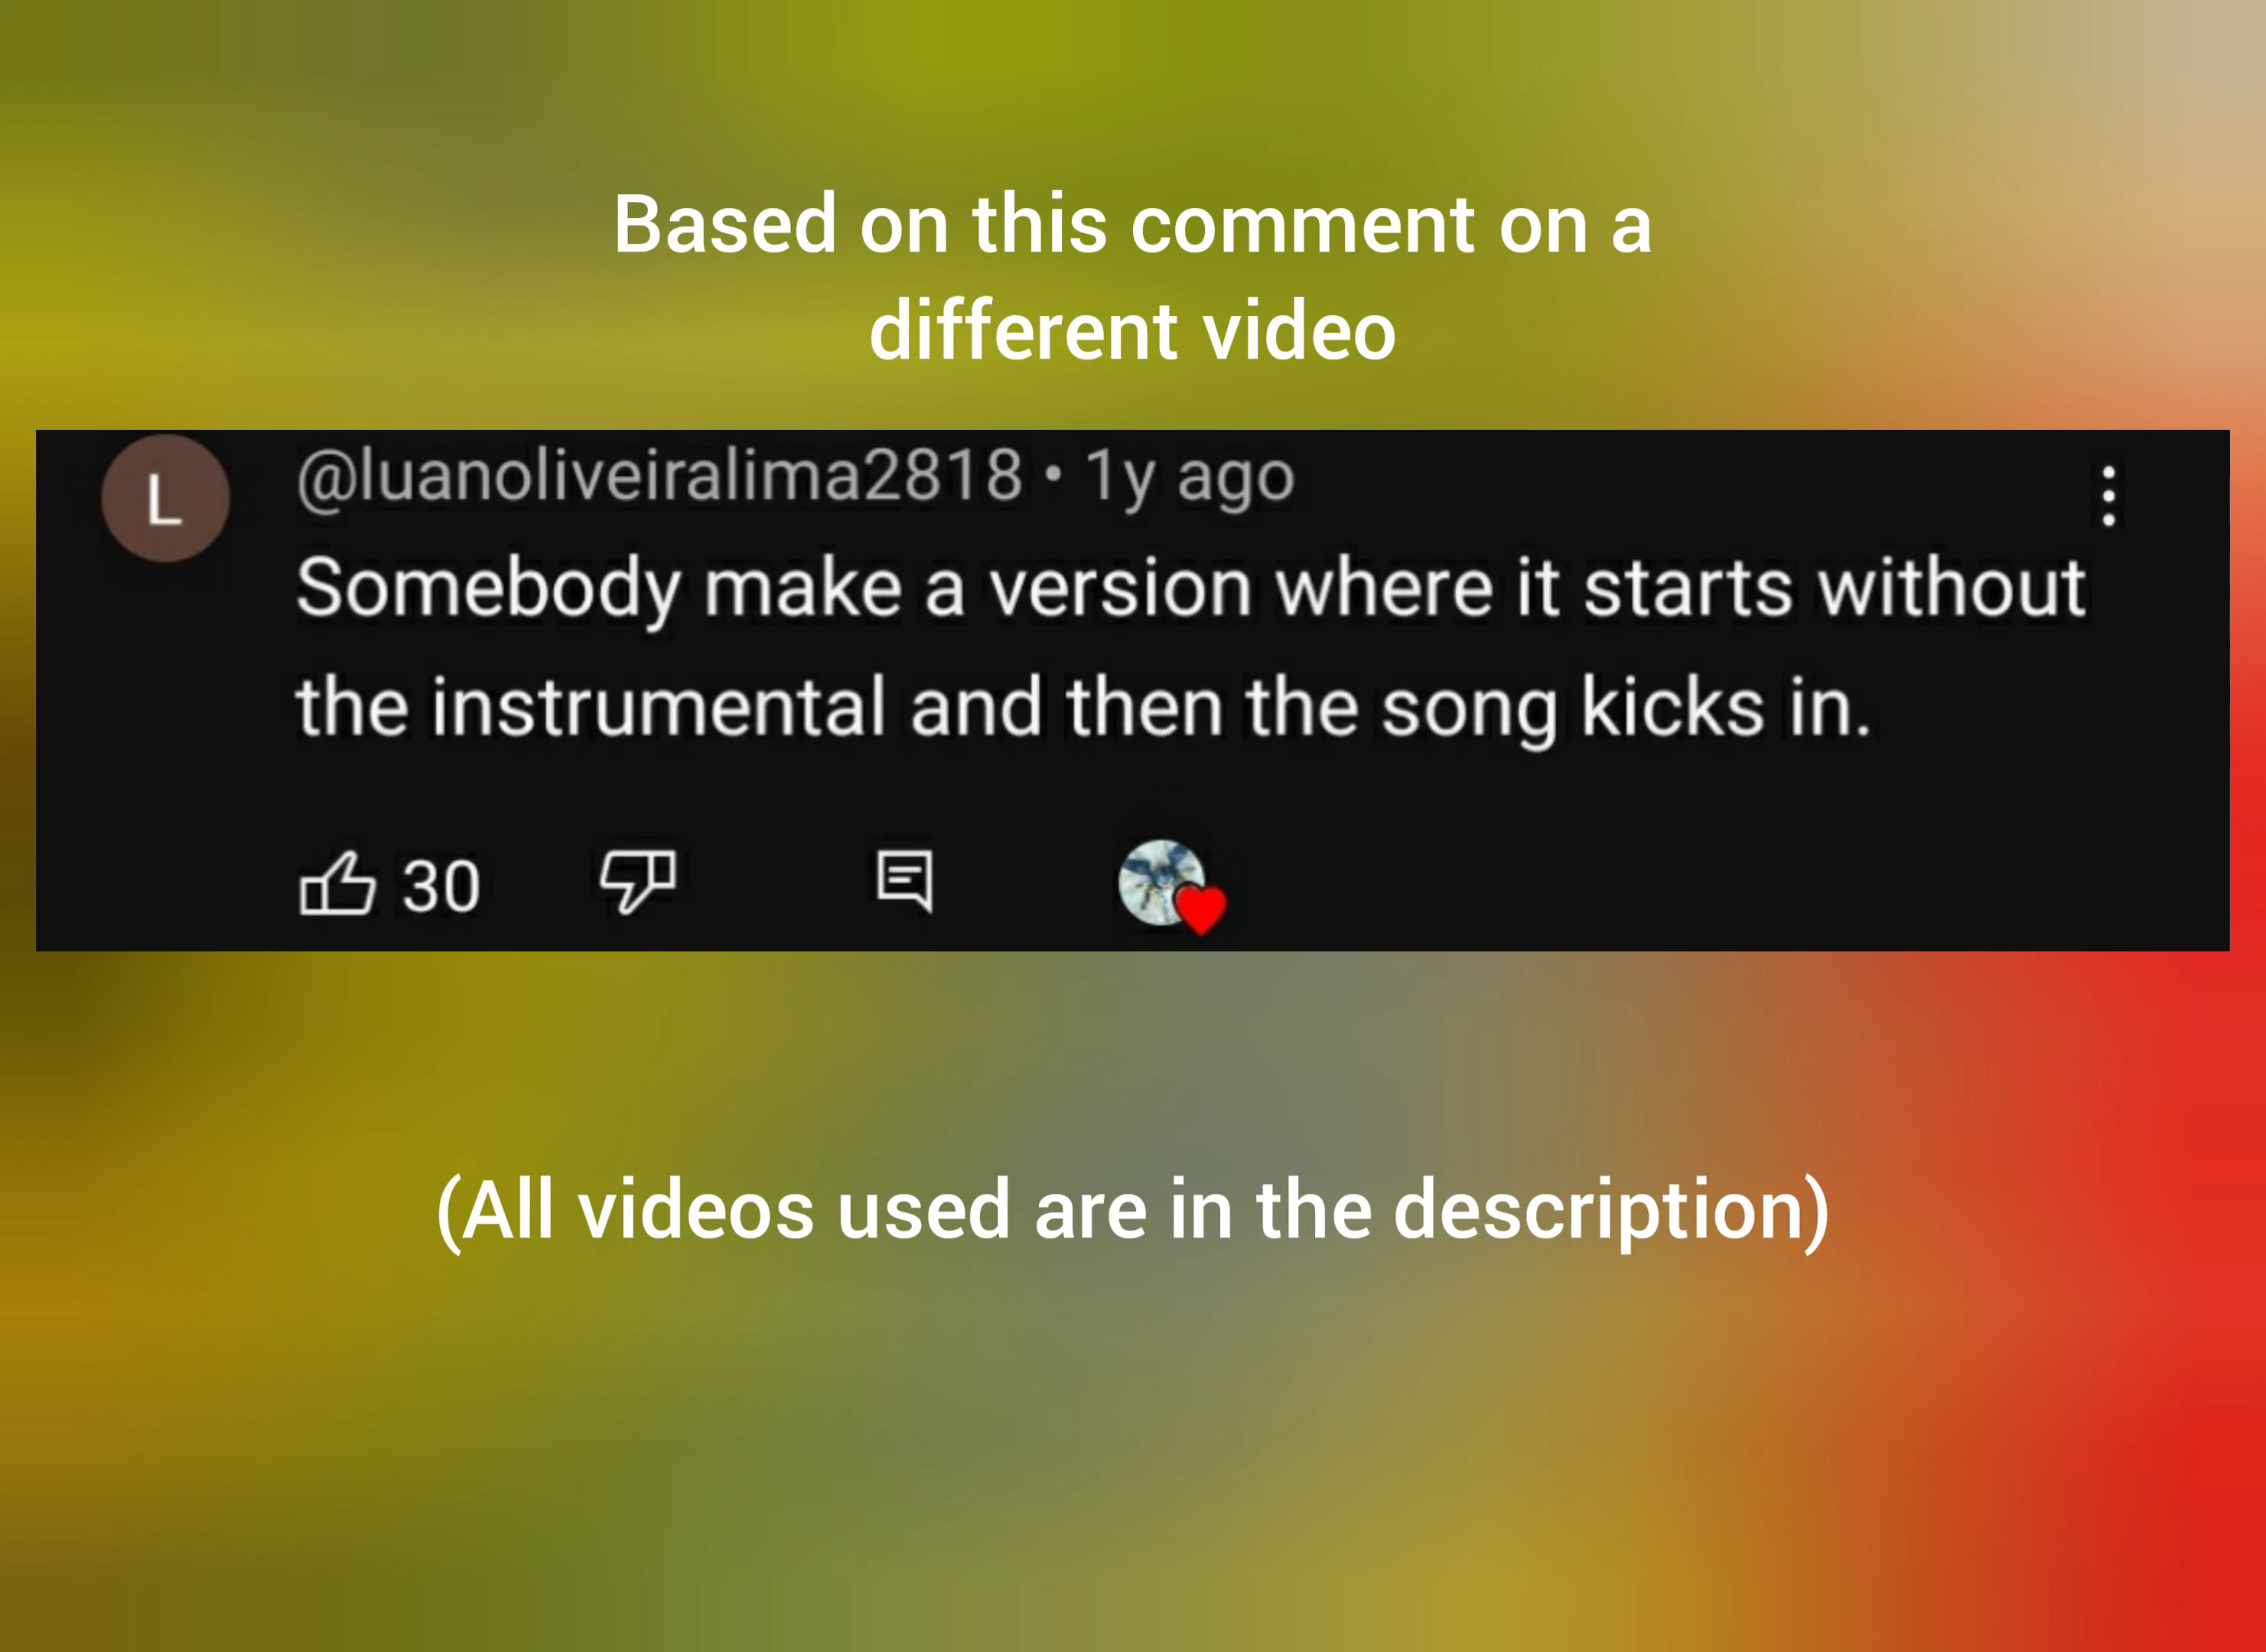 Based on this comment on a
different video
L
@luanoliveiralima2818 • 1y ago
Somebody make a version where it starts without
the instrumental and then the song kicks in.
30
(All videos used are in the description)